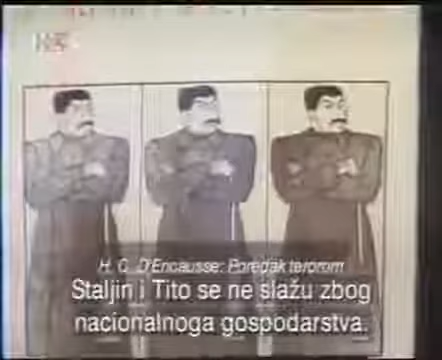 HRT
H. C. D'Encausse: Poredak terorom
Staljin i Tito se ne slažu zbog
nacionalnoga gospodarstva.